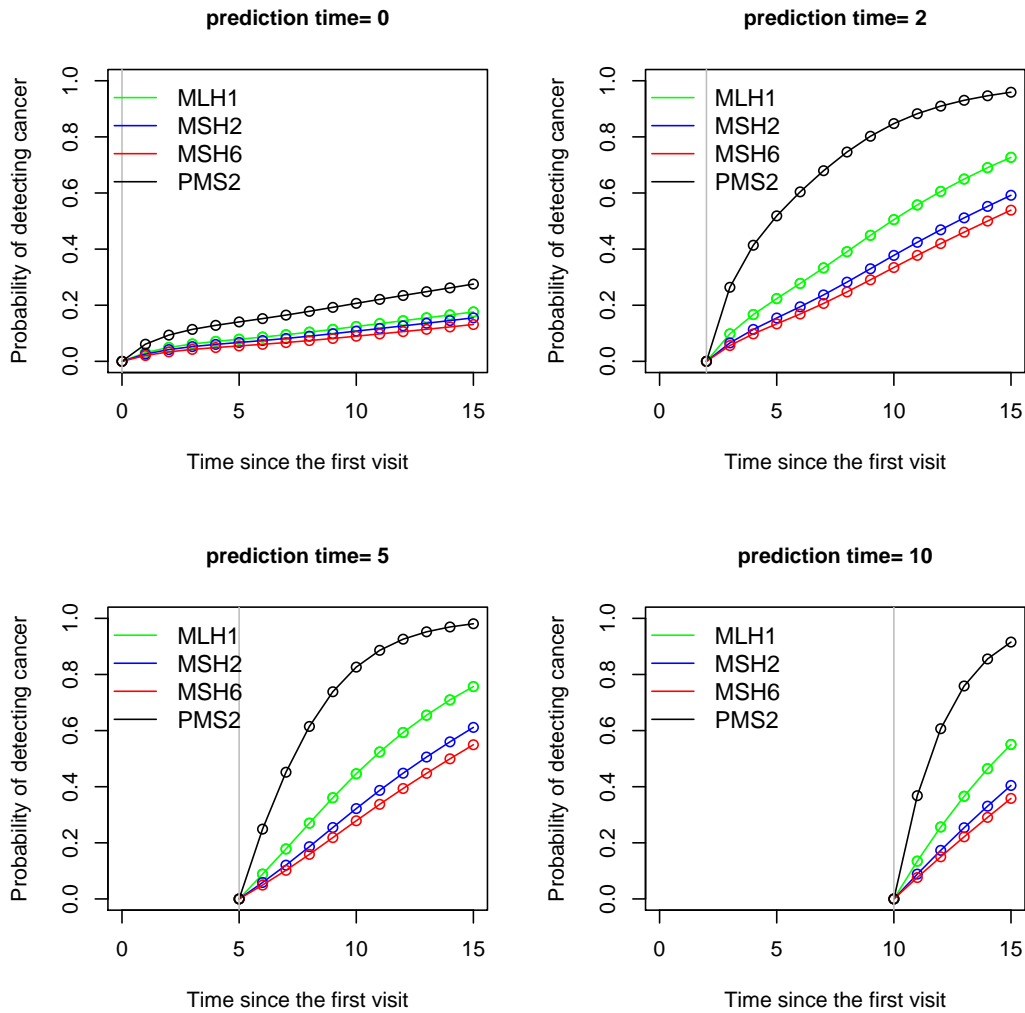 prediction time= 0
Probability of detecting cancer
1.0
0.8
0.6
0.4
0.2
0.0
MLH1
MSH2
MSH6
PMS2
0 5 10 15
Time since the first visit
prediction time= 2
Probability of detecting cancer
1.0
0.8
0.6
0.4
0.2
0.0
MLH1
MSH2
MSH6
PMS2
0 5 10 15
Time since the first visit
prediction time= 5
Probability of detecting cancer
1.0
0.8
0.6
0.4
0.2
0.0
MLH1
MSH2
MSH6
PMS2
0 5 10 15
Time since the first visit
prediction time= 10
Probability of detecting cancer
1.0
0.8
0.6
0.4
0.2
0.0
MLH1
MSH2
MSH6
PMS2
0 5 10 15
Time since the first visit